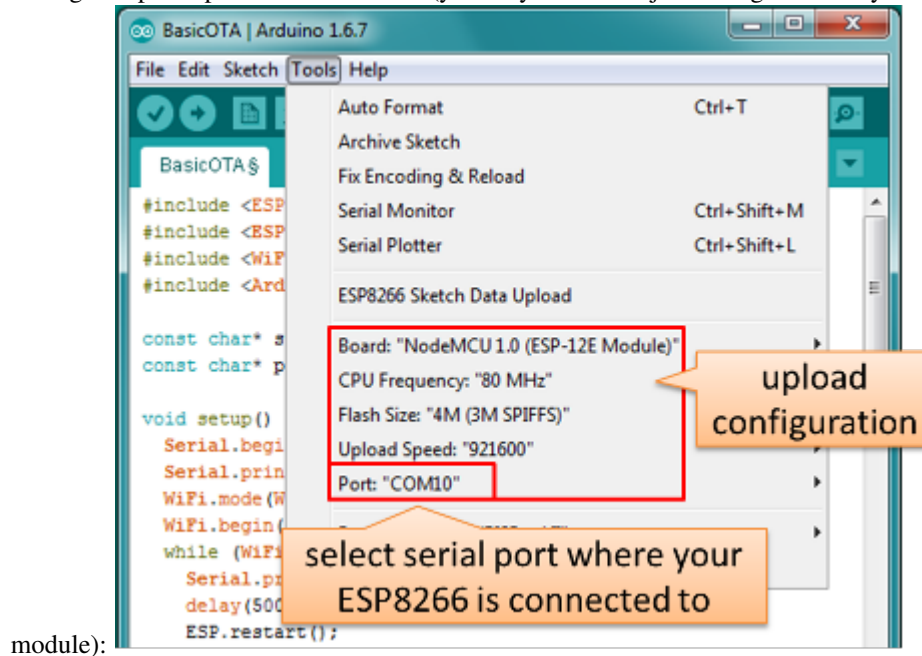 BasicOTA | Arduino 1.6.7
File Edit Sketch Tools Help
BasicOTA§
Auto Format Ctrl+T
Archive Sketch
Fix Encoding & Reload
Serial Monitor Ctrl+Shift+M
Serial Plotter Ctrl+Shift+L
ESP8266 Sketch Data Upload
Board: "NodeMCU 1.0 (ESP-12E Module)"
CPU Frequency: "80 MHz"
Flash Size: "4M (3M SPIFFS)"
Upload Speed: "921600"
Port: "COM10"
upload
configuration
select serial port where your
ESP8266 is connected to
#include <ESP
#include <ESP
#include <WiF
#include <Ard
const char* s
const char* p
void setup()
Serial.begi
Serial.prin
WiFi.mode(W
WiFi.begin(
while (WiFi
Serial.pr
delay(500
ESP.restart();
module):